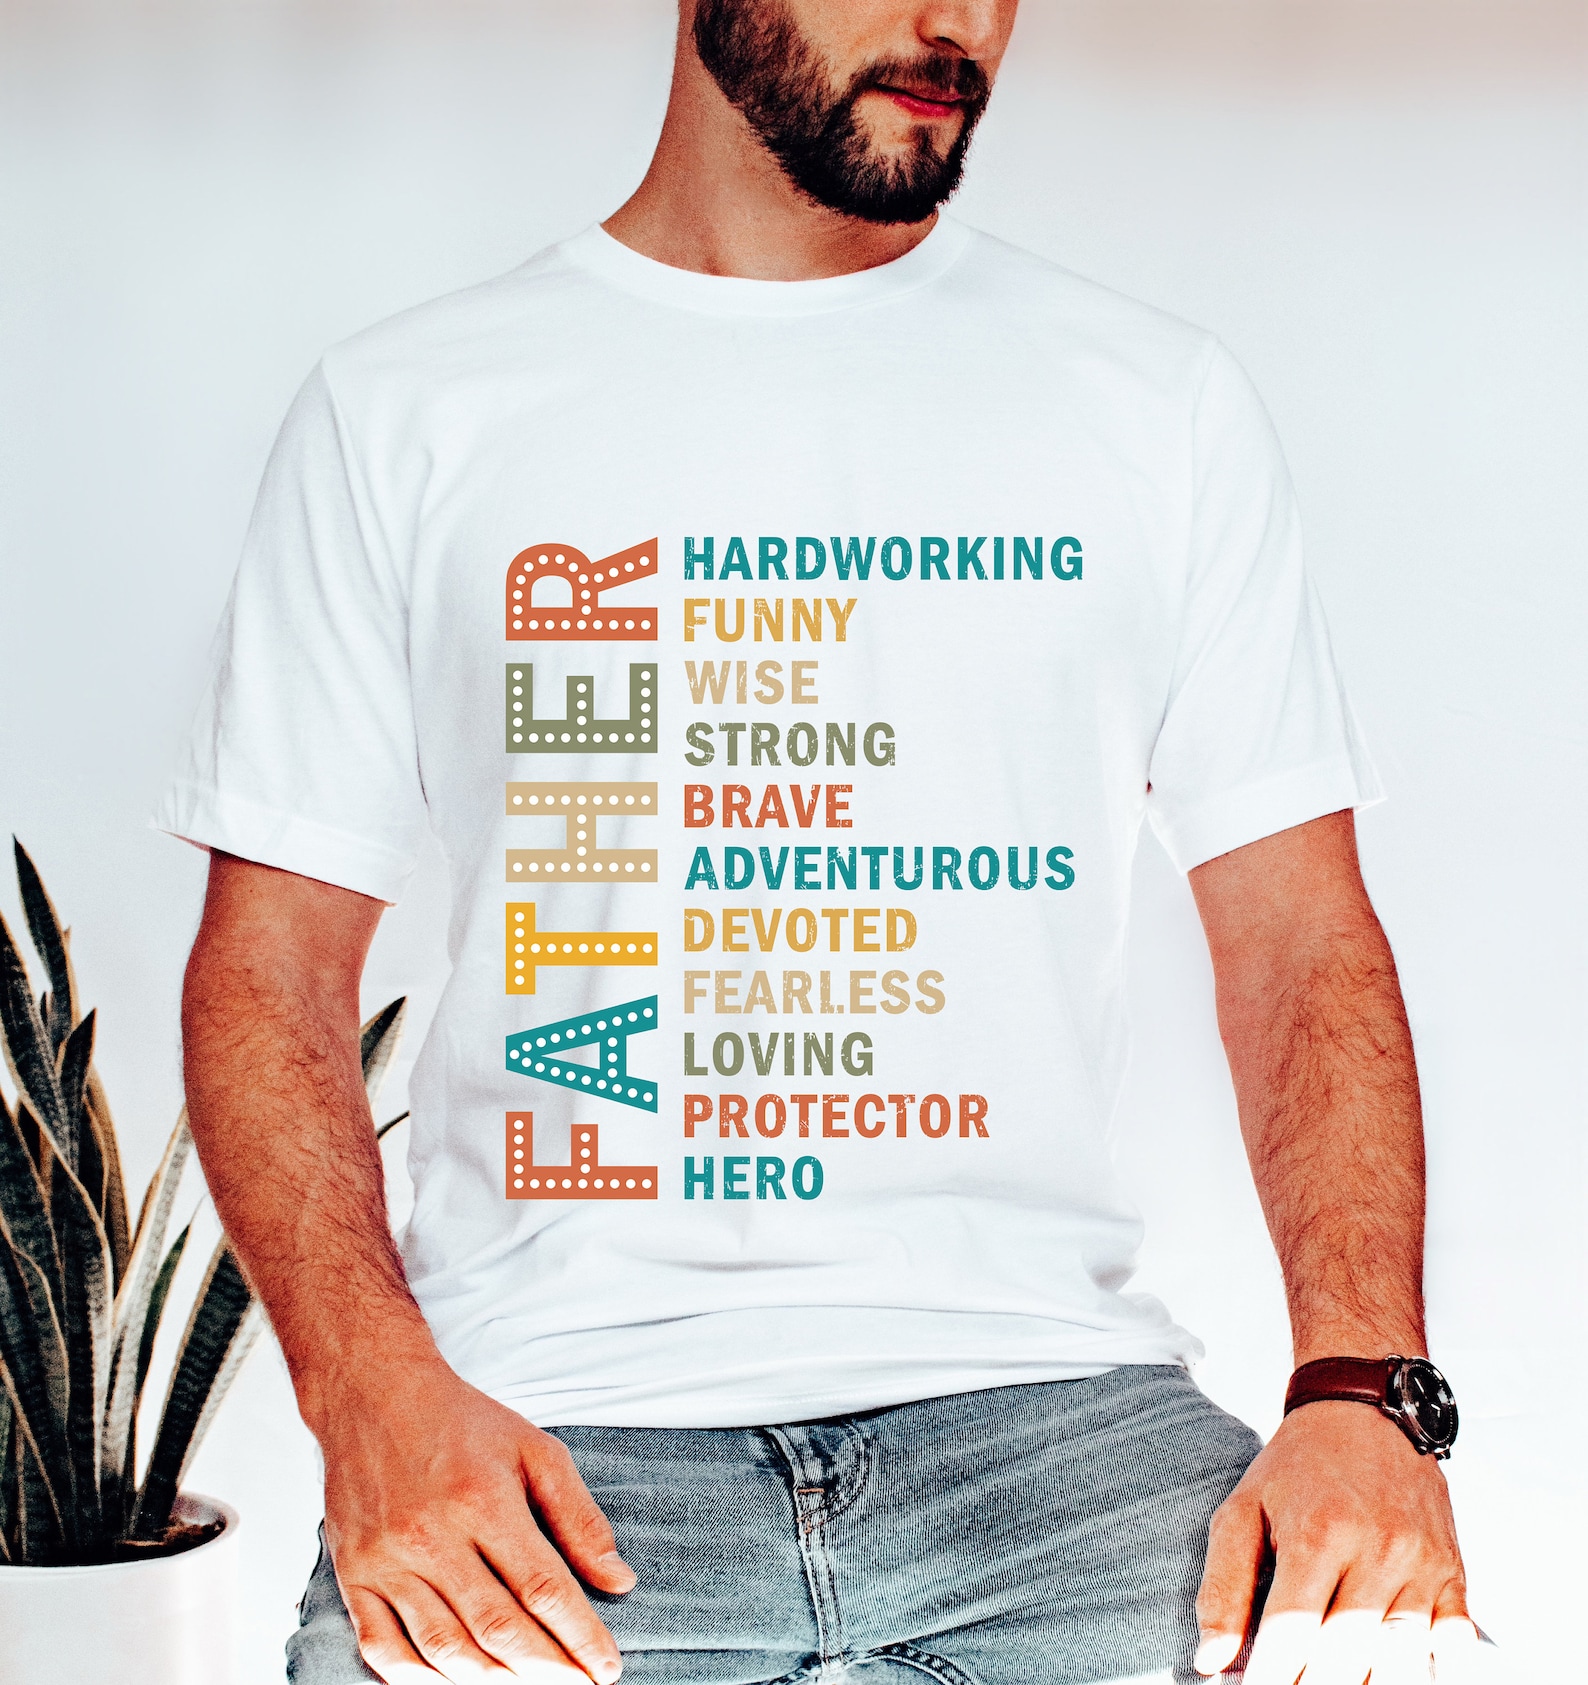 FATHER
HARDWORKING
FUNNY
WISE
STRONG
BRAVE
ADVENTUROUS
DEVOTED
FEARLESS
LOVING
PROTECTOR
HERO